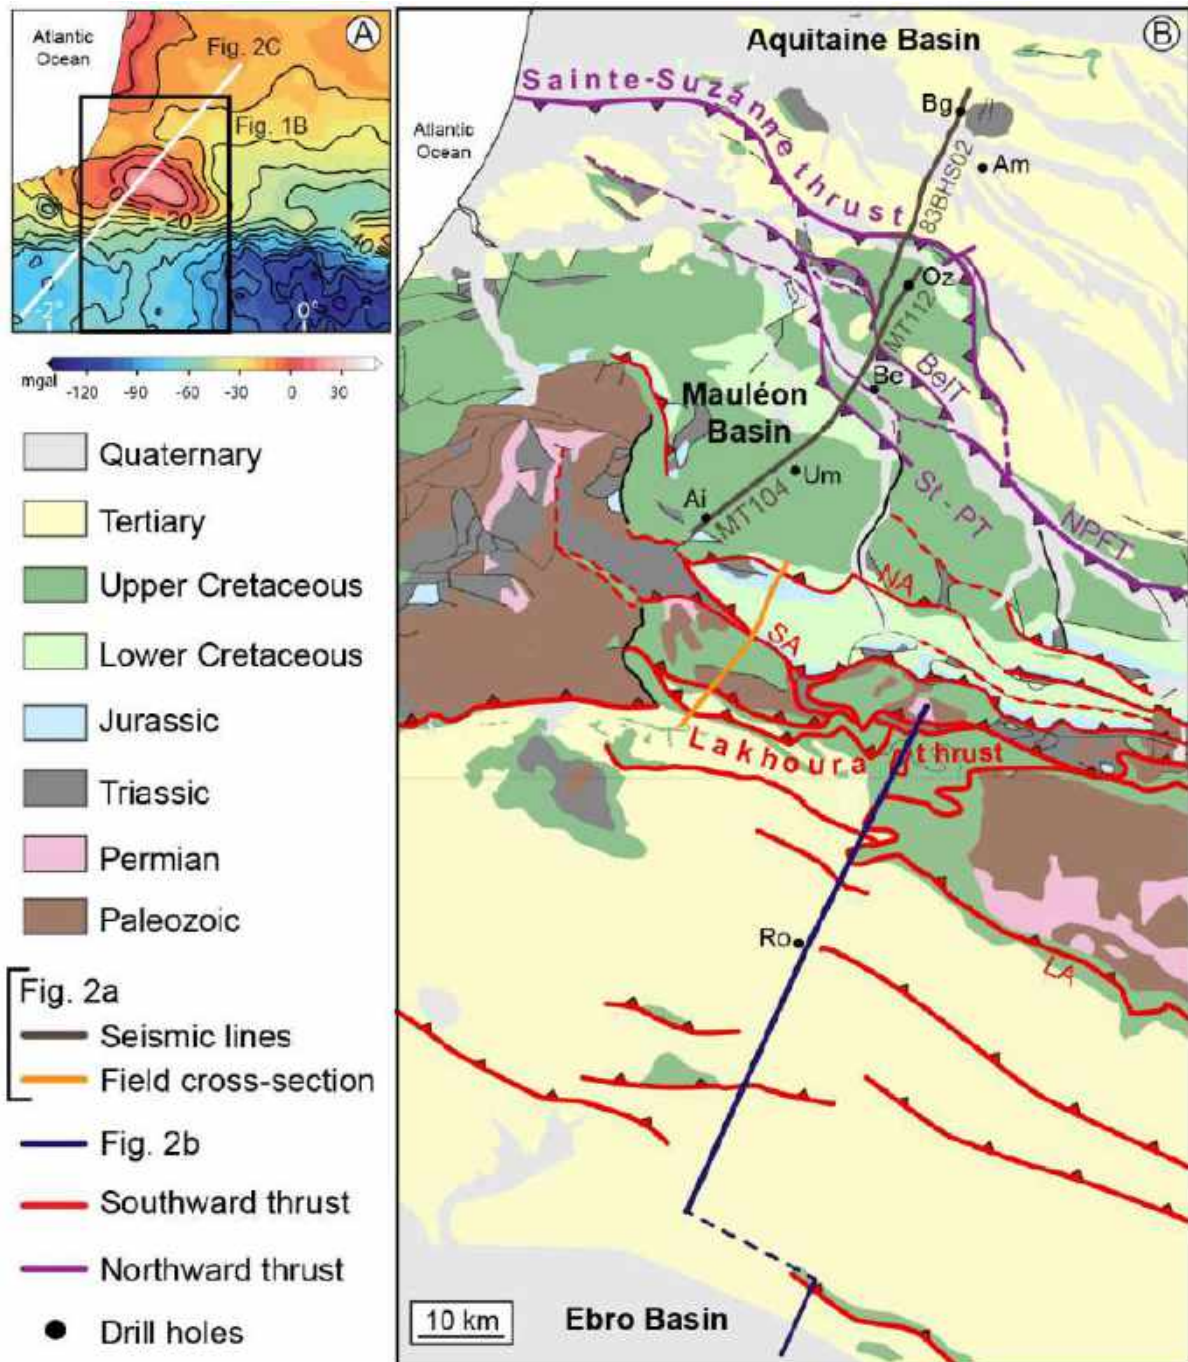 Atlantic
Ocean
Fig. 2C
A
Fig. 1B
-20
40
-2°
0°
mgal
-120
-90
-60
-30
0
30
Quaternary
Tertiary
Upper Cretaceous
Lower Cretaceous
Jurassic
Triassic
Permian
Paleozoic
Fig. 2a
Seismic lines
Field cross-section
Fig. 2b
Southward thrust
Northward thrust
Drill holes
B
Aquitaine Basin
Sainte-Suzanne thrust
Atlantic
Ocean
Bg
Am
83BHS02
Oz
MT112
Be
BelT
Mauléon
Basin
Um
Ai
MT104
St - PT
NPFT
NA
SA
Lakhoura thrust
Ro
LA
10 km
Ebro Basin